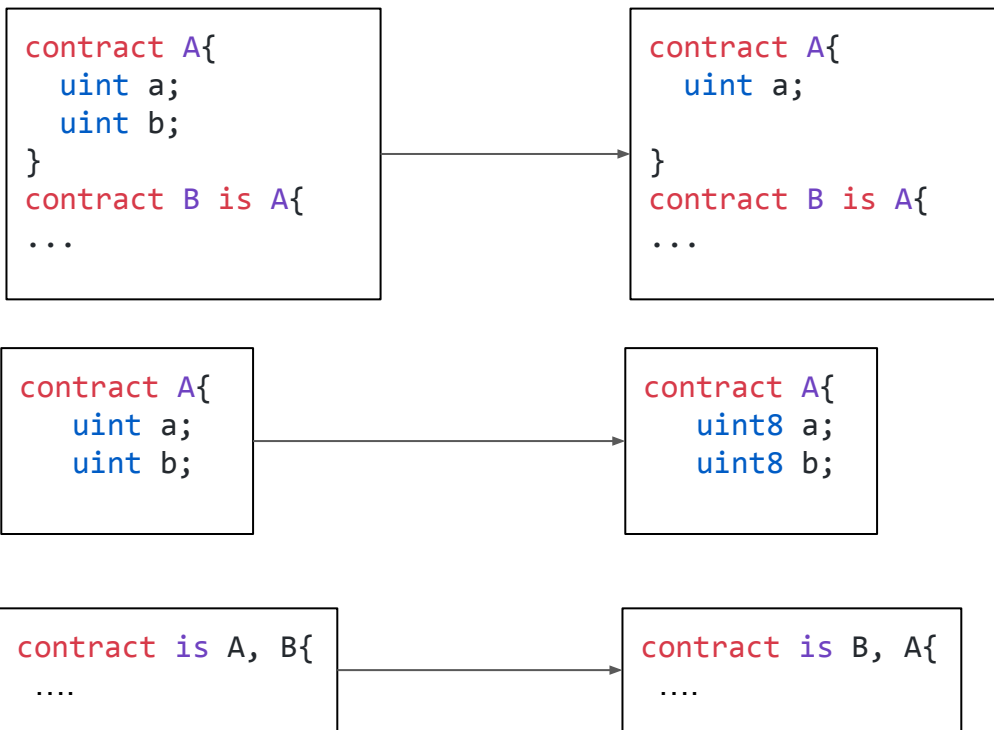 contract A{
uint a;
uint b;
}
contract B is A{
...
contract A{
uint a;
}
contract B is A{
...
contract A{
uint a;
uint b;
contract A{
uint8 a;
uint8 b;
contract is A, B{
....
contract is B, A{
....